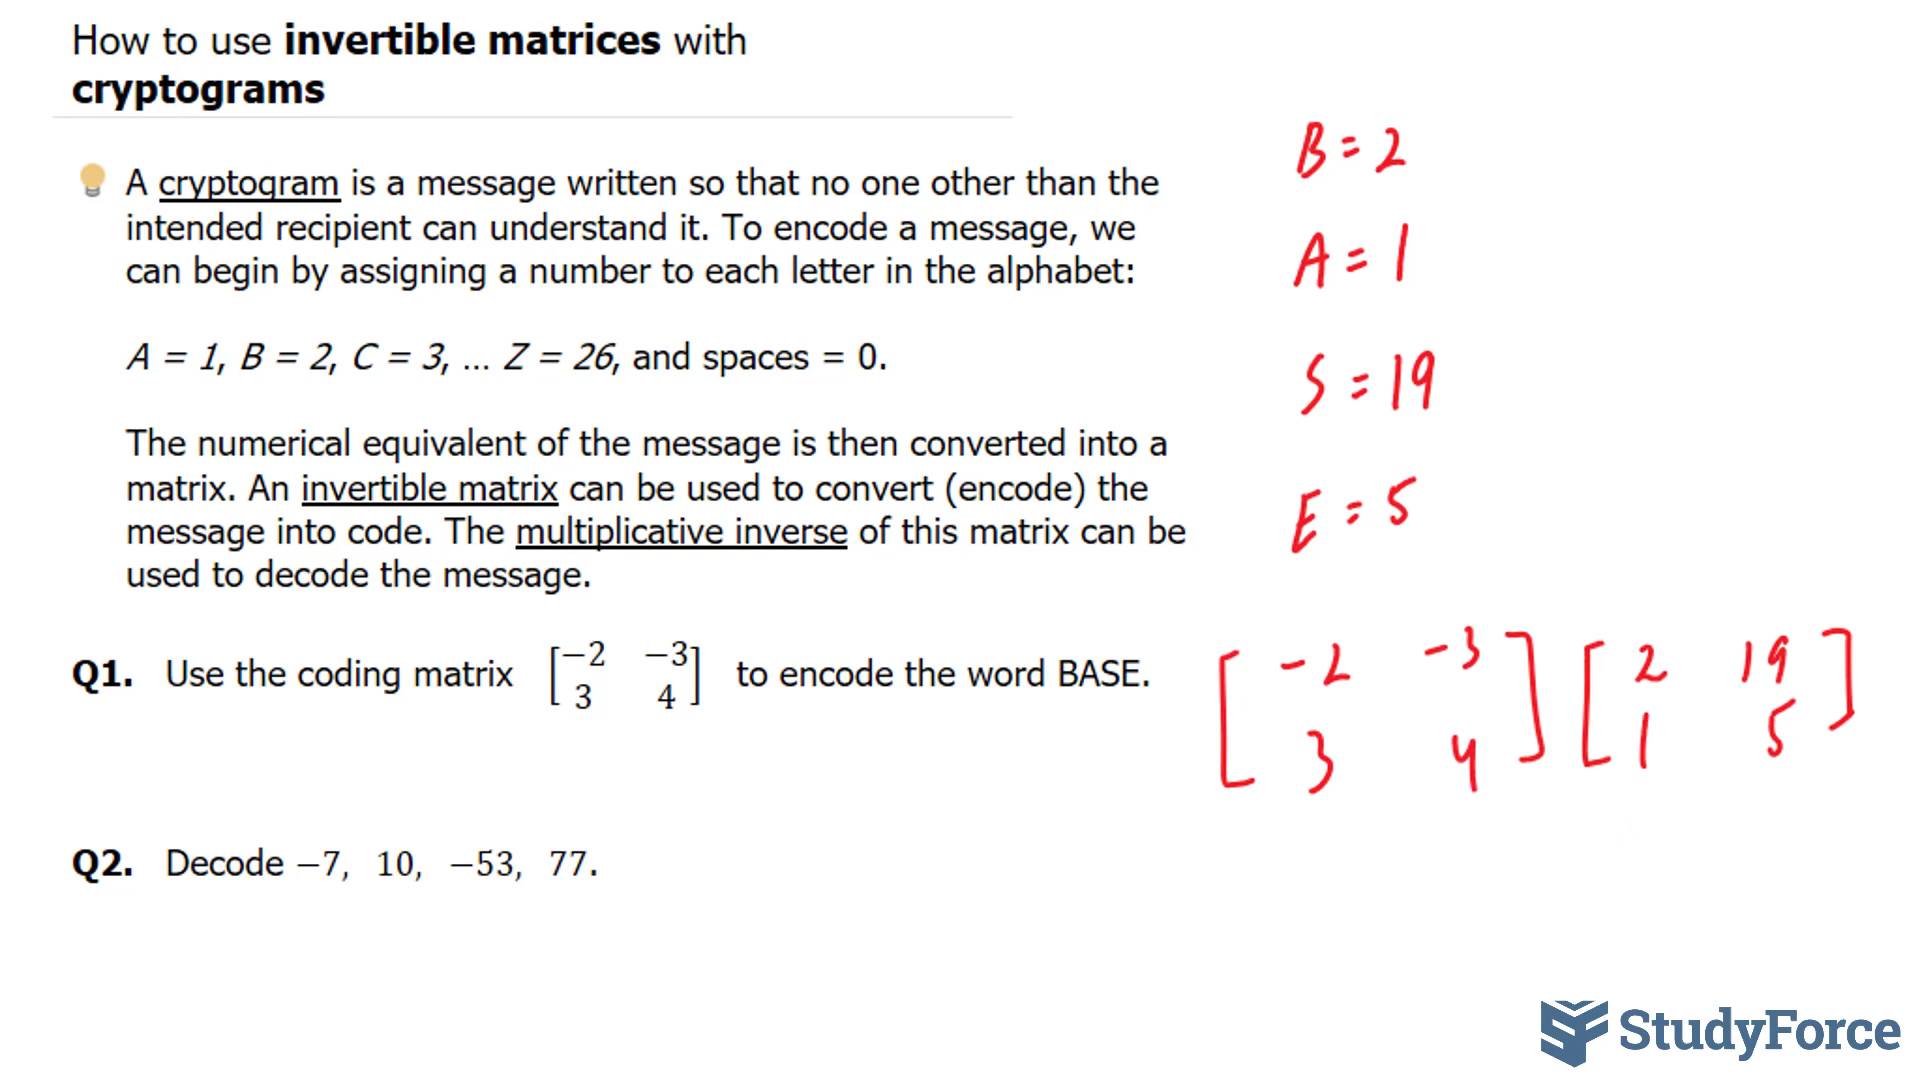 How to use invertible matrices with
cryptograms
A cryptogram is a message written so that no one other than the
intended recipient can understand it. To encode a message, we
can begin by assigning a number to each letter in the alphabet:
A = 1, B = 2, C = 3, ... Z = 26, and spaces = 0.
The numerical equivalent of the message is then converted into a
matrix. An invertible matrix can be used to convert (encode) the
message into code. The multiplicative inverse of this matrix can be
used to decode the message.
Q1. Use the coding matrix [−2 −3
3 4] to encode the word BASE.
Q2. Decode −7, 10, −53, 77.
B = 2
A = 1
S = 19
E = 5
[-2 -3] [2 19]
[3 4] [1 5]
StudyForce